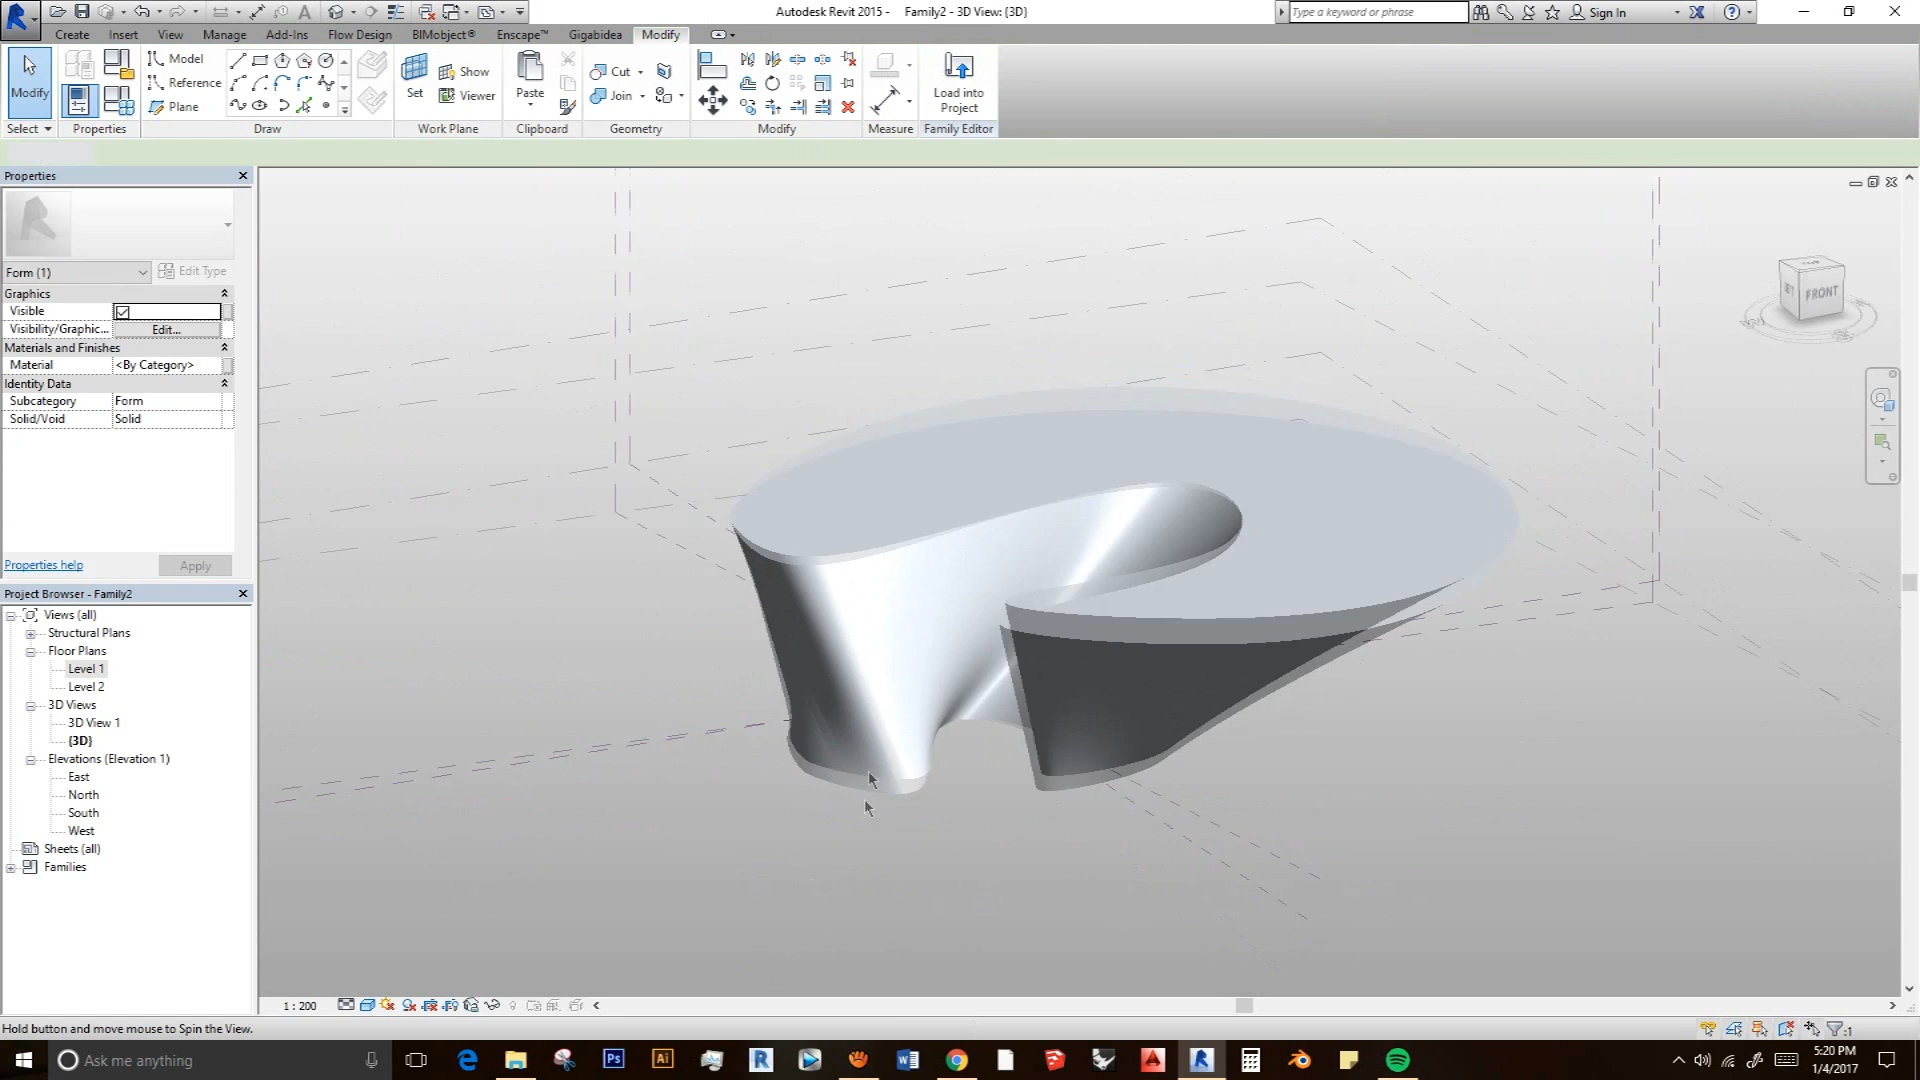 Autodesk Revit 2015 - Family2 - 3D View: {3D}
Type a keyword or phrase
Sign In
Create Insert View Manage Add-Ins Flow Design BIMobject® Enscape™ Gigabidea Modify
Modify
Model
Reference
Plane
Set
Show
Viewer
Paste
Cut
Join
Load into
Project
Select Properties Draw Work Plane Clipboard Geometry Modify Measure Family Editor
Properties
Form (1)
Edit Type
Graphics
Visible
Visibility/Graphic... Edit...
Materials and Finishes
Material <By Category>
Identity Data
Subcategory Form
Solid/Void Solid
Properties help Apply
Project Browser - Family2
Views (all)
Structural Plans
Floor Plans
Level 1
Level 2
3D Views
3D View 1
{3D}
Elevations (Elevation 1)
East
North
South
West
Sheets (all)
Families
FRONT
1 : 200
Hold button and move mouse to Spin the View.
:1
Ask me anything
Ps
Ai
5:20 PM
1/4/2017